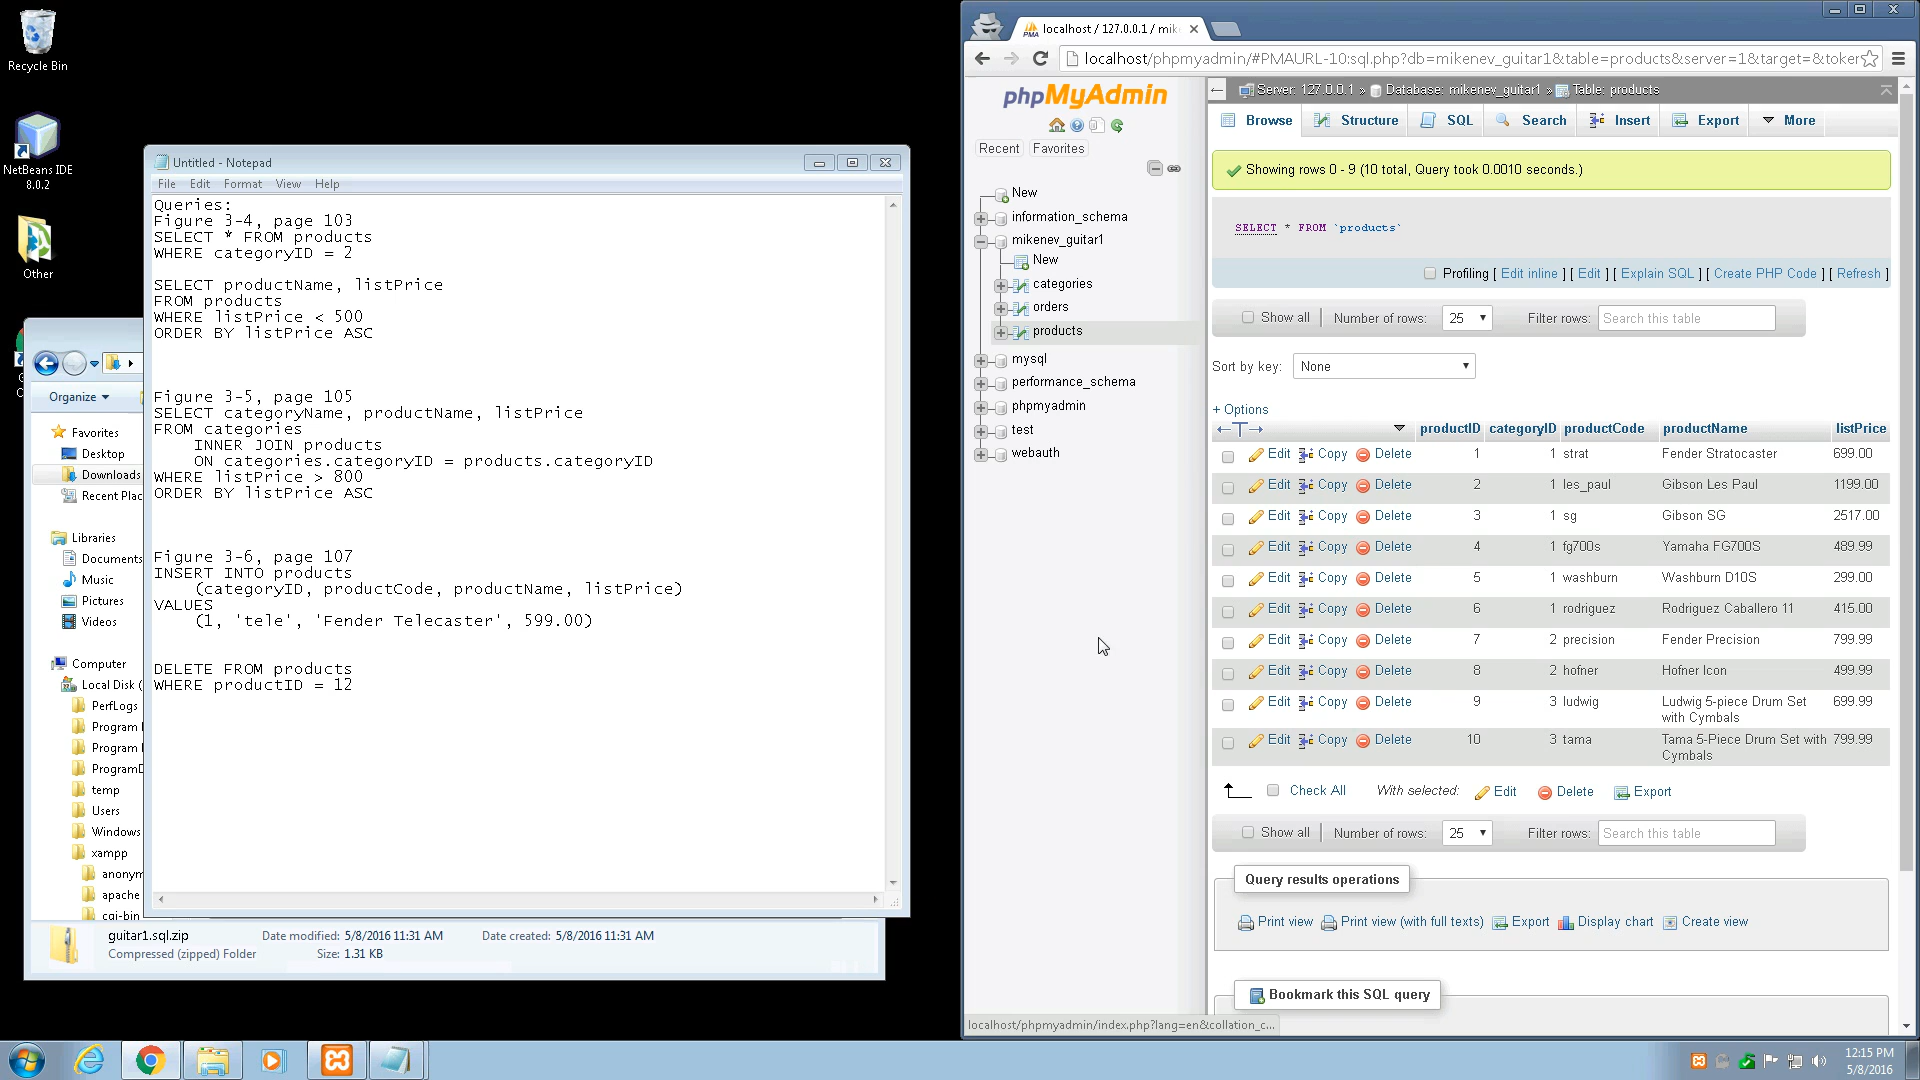 Recycle Bin
NetBeans IDE
8.0.2
Other
Organize
Favorites
Desktop
Downloads
Recent Plac
Libraries
Documents
Music
Pictures
Videos
Computer
Local Disk (
PerfLogs
Program
Program
ProgramD
temp
Users
Windows
xampp
anonym
apache
cgi-bin
guitar1.sql.zip
Date modified: 5/8/2016 11:31 AM
Date created: 5/8/2016 11:31 AM
Compressed (zipped) Folder
Size: 1.31 KB
Untitled - Notepad
File Edit Format View Help
Queries:
Figure 3-4, page 103
SELECT * FROM products
WHERE categoryID = 2
SELECT productName, listPrice
FROM products
WHERE listPrice < 500
ORDER BY listPrice ASC
Figure 3-5, page 105
SELECT categoryName, productName, listPrice
FROM categories
INNER JOIN products
ON categories.categoryID = products.categoryID
WHERE listPrice > 800
ORDER BY listPrice ASC
Figure 3-6, page 107
INSERT INTO products
(categoryID, productCode, productName, listPrice)
VALUES
(1, 'tele', 'Fender Telecaster', 599.00)
DELETE FROM products
WHERE productID = 12
localhost / 127.0.0.1 / mik
localhost/phpmyadmin/#PMAURL-10:sql.php?db=mikenev_guitar1&table=products&server=1&target=&token
phpMyAdmin
Recent Favorites
New
information_schema
mikenev_guitar1
New
categories
orders
products
mysql
performance_schema
phpmyadmin
test
webauth
localhost/phpmyadmin/index.php?lang=en&collation_c...
Server: 127.0.0.1 » Database: mikenev_guitar1 » Table: products
Browse Structure SQL Search Insert Export More
Showing rows 0 - 9 (10 total, Query took 0.0010 seconds.)
SELECT * FROM `products`
Profiling [ Edit inline ] [ Edit ] [ Explain SQL ] [ Create PHP Code ] [ Refresh ]
Show all Number of rows: 25 Filter rows: Search this table
Sort by key: None
+ Options
productID categoryID productCode productName listPrice
Edit Copy Delete 1 1 strat Fender Stratocaster 699.00
Edit Copy Delete 2 1 les_paul Gibson Les Paul 1199.00
Edit Copy Delete 3 1 sg Gibson SG 2517.00
Edit Copy Delete 4 1 fg700s Yamaha FG700S 489.99
Edit Copy Delete 5 1 washburn Washburn D10S 299.00
Edit Copy Delete 6 1 rodriguez Rodriguez Caballero 11 415.00
Edit Copy Delete 7 2 precision Fender Precision 799.99
Edit Copy Delete 8 2 hofner Hofner Icon 499.99
Edit Copy Delete 9 3 ludwig Ludwig 5-piece Drum Set 699.99
with Cymbals
Edit Copy Delete 10 3 tama Tama 5-Piece Drum Set with 799.99
Cymbals
Check All With selected: Edit Delete Export
Show all Number of rows: 25 Filter rows: Search this table
Query results operations
Print view Print view (with full texts) Export Display chart Create view
Bookmark this SQL query
12:15 PM
5/8/2016